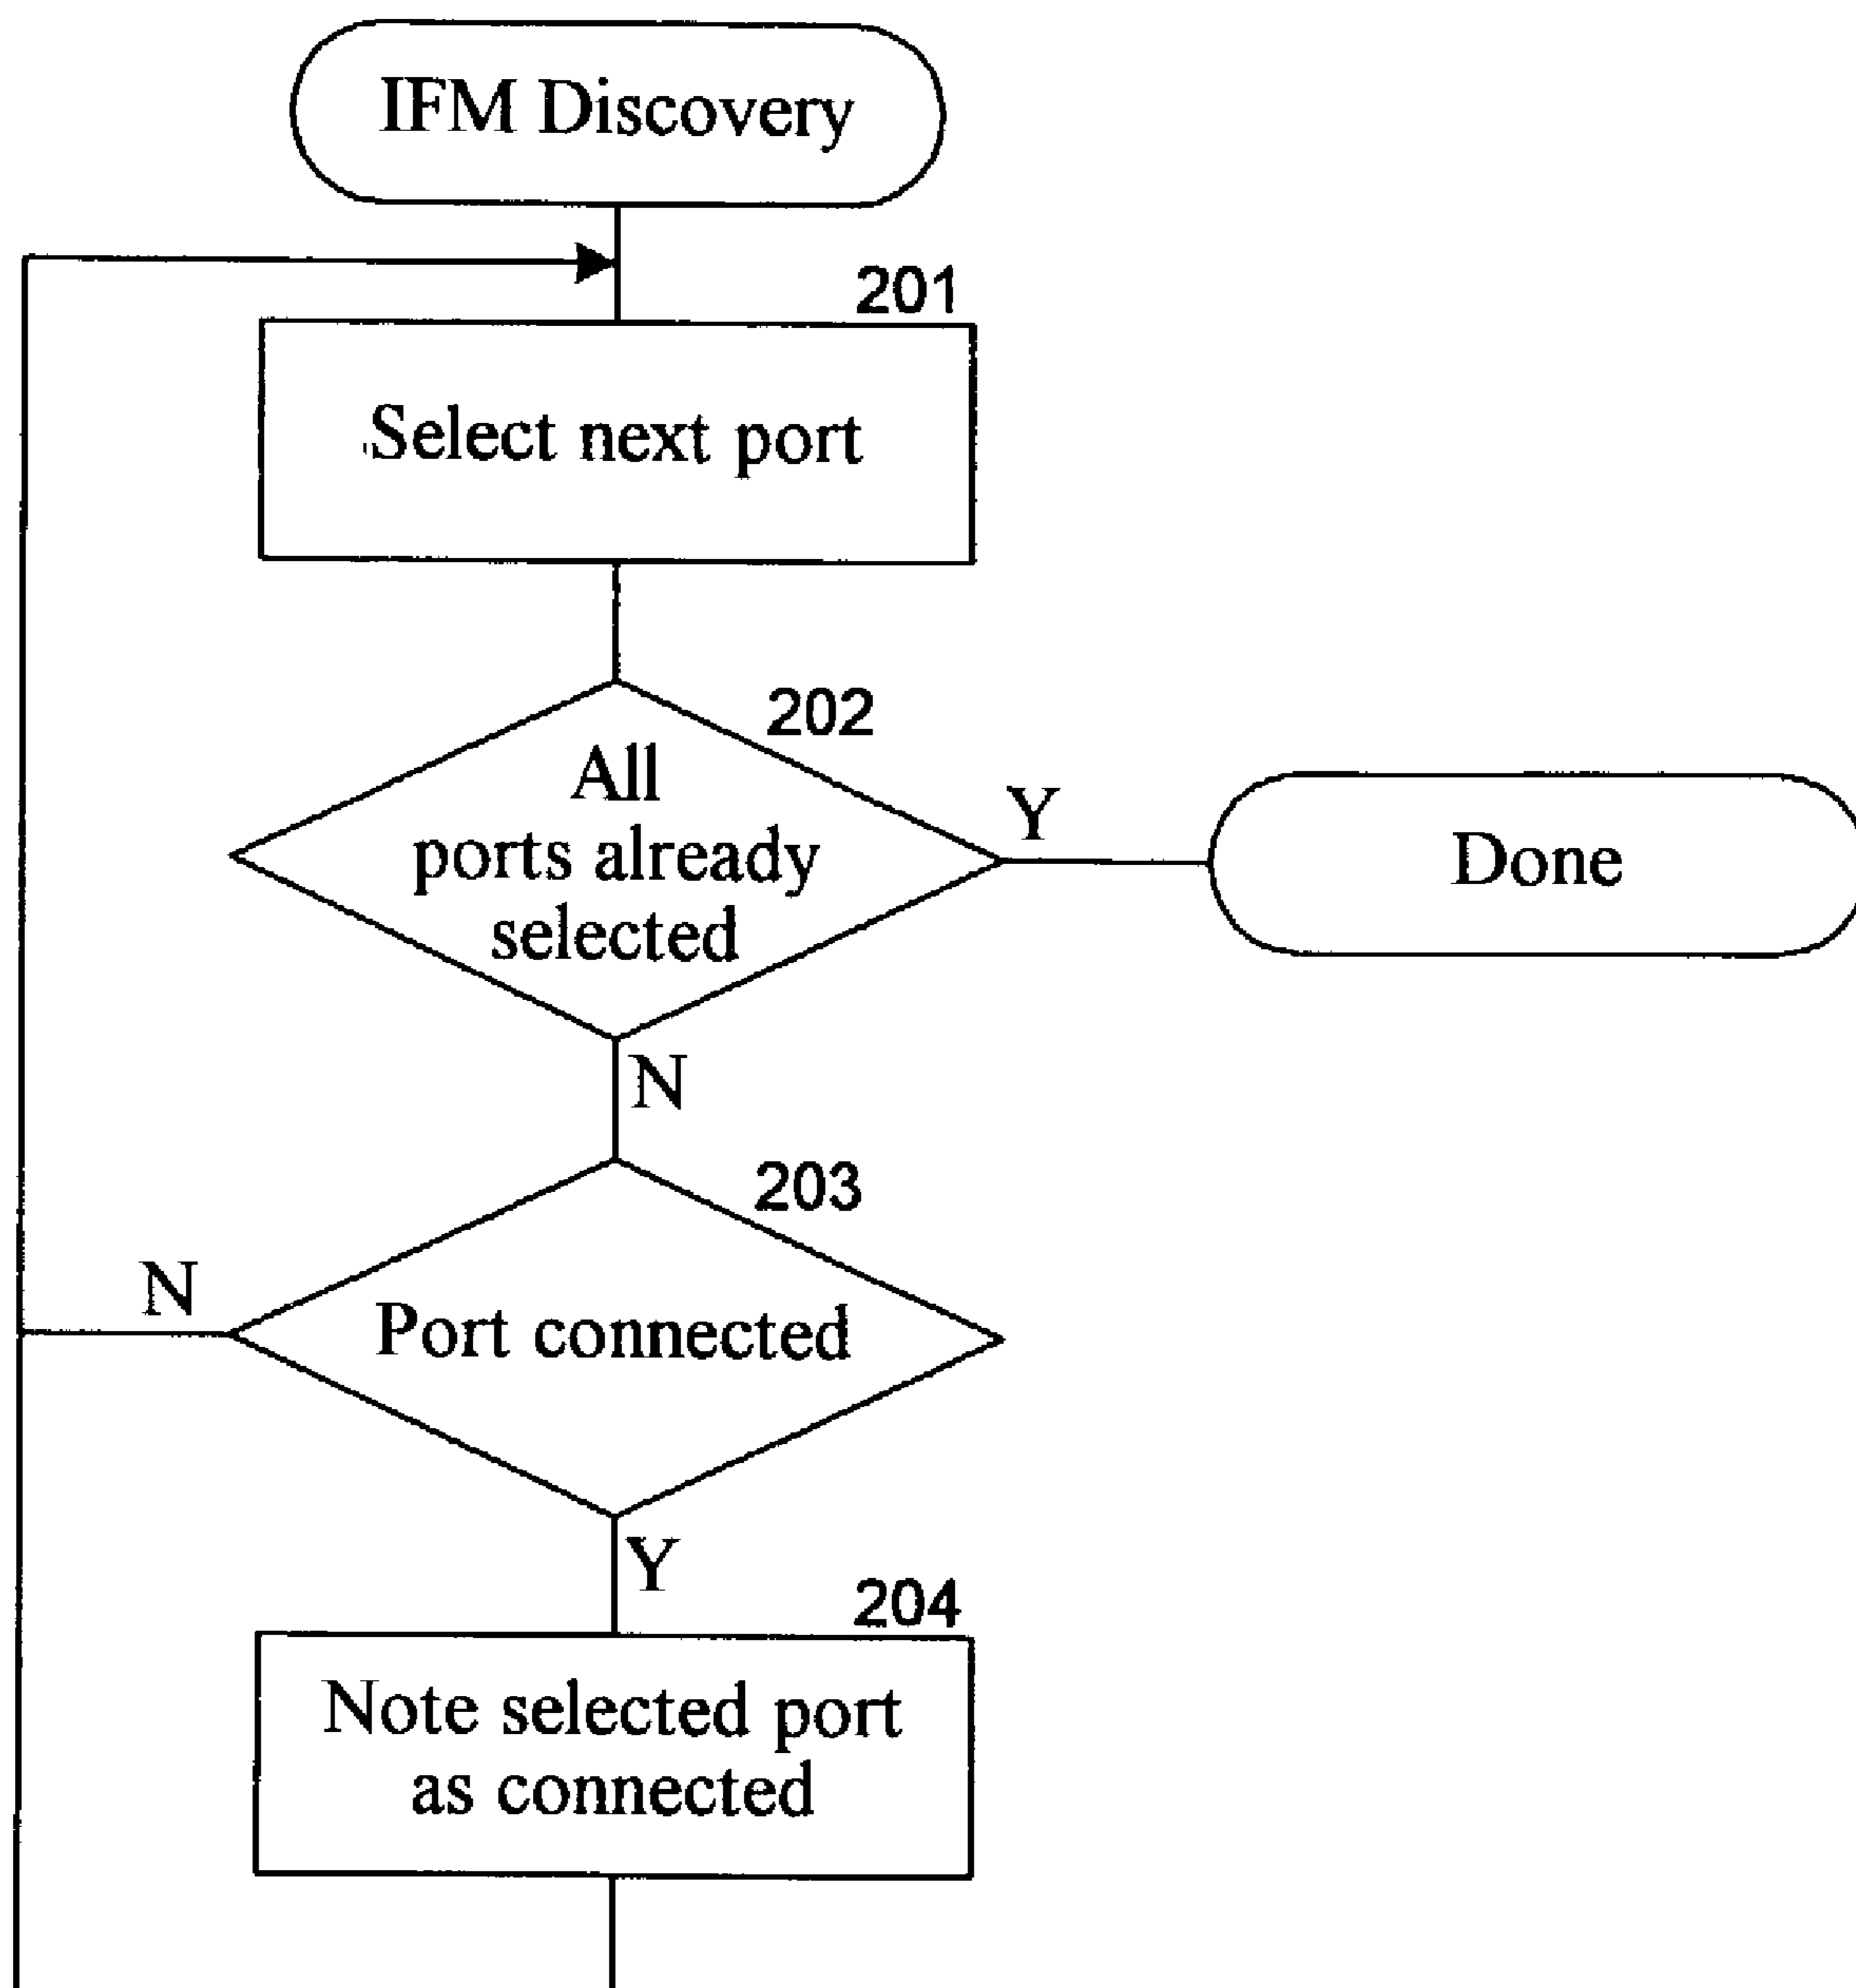 IFM Discovery
201
Select next port
202
All
ports already
selected
Y
Done
N
203
N
Port connected
Y
204
Note selected port
as connected